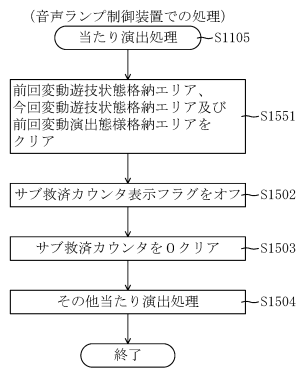 （音声ランプ制御装置での処理）
当たり演出処理
S1105
前回変動遊技状態格納エリア、
今回変動遊技状態格納エリア及び
前回変動演出態様格納エリアを
クリア
S1551
サブ救済カウンタ表示フラグをオフ
S1502
サブ救済カウンタを０クリア
S1503
その他当たり演出処理
S1504
終了